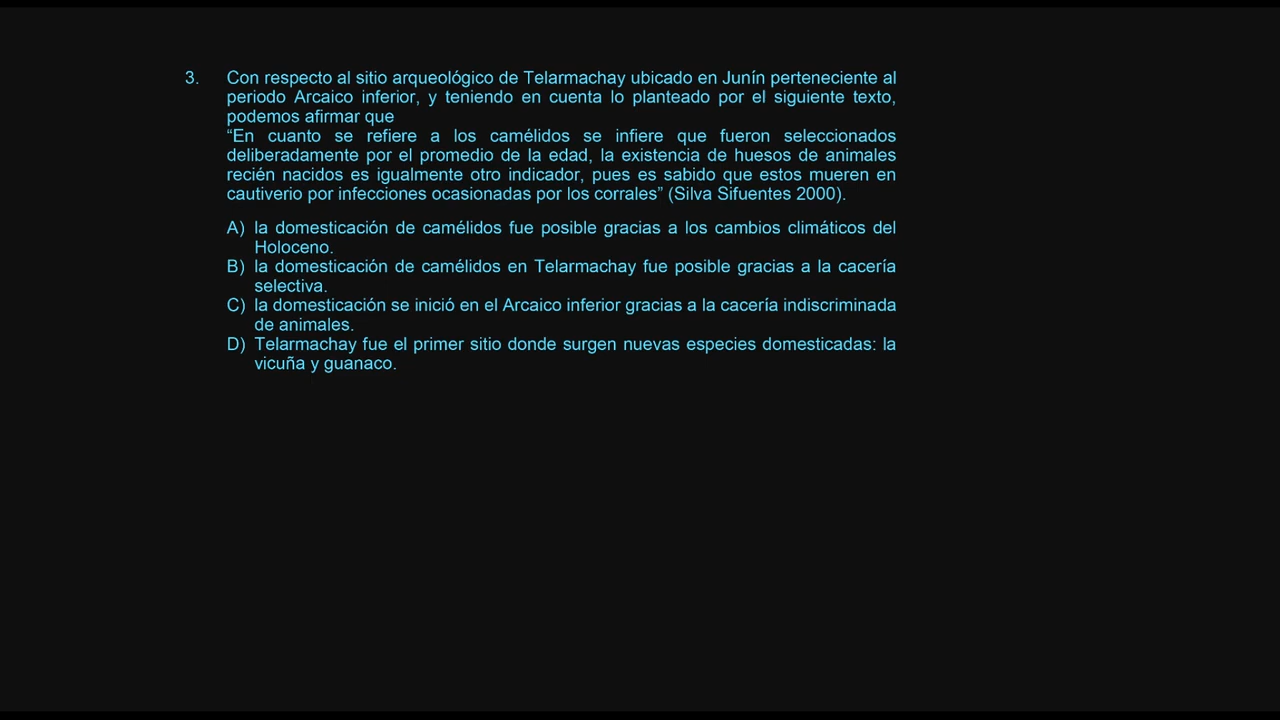 3. Con respecto al sitio arqueológico de Telarmachay ubicado en Junín perteneciente al
periodo Arcaico inferior, y teniendo en cuenta lo planteado por el siguiente texto,
podemos afirmar que
“En cuanto se refiere a los camélidos se infiere que fueron seleccionados
deliberadamente por el promedio de la edad, la existencia de huesos de animales
recién nacidos es igualmente otro indicador, pues es sabido que estos mueren en
cautiverio por infecciones ocasionadas por los corrales” (Silva Sifuentes 2000).
A) la domesticación de camélidos fue posible gracias a los cambios climáticos del
Holoceno.
B) la domesticación de camélidos en Telarmachay fue posible gracias a la cacería
selectiva.
C) la domesticación se inició en el Arcaico inferior gracias a la cacería indiscriminada
de animales.
D) Telarmachay fue el primer sitio donde surgen nuevas especies domesticadas: la
vicuña y guanaco.